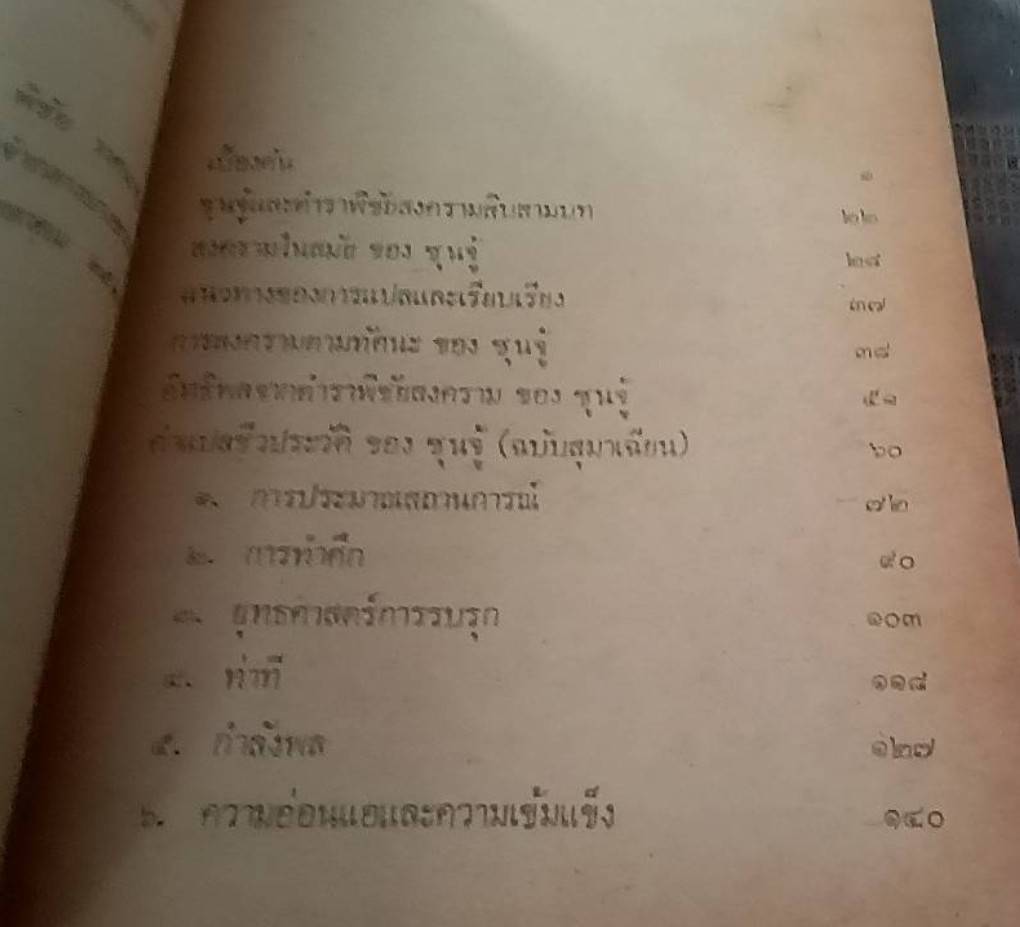 เบื้องต้น ๑
ซุนจู้และตำราพิชัยสงครามสิบสามบท ๒๒
สงครามในสมัย ของ ซุนจู้ ๒๘
แนวทางของการแปลและเรียบเรียง ๓๗
การสงครามตามทัศนะ ของ ซุนจู้ ๓๘
อิทธิพลจากตำราพิชัยสงคราม ของ ซุนจู้ ๕๑
คำแปลชีวประวัติ ของ ซุนจู้ (ฉบับสุมาเฉียน) ๖๐
๑. การประมาณสถานการณ์ ๗๒
๒. การทำศึก ๙๐
๓. ยุทธศาสตร์การรบรุก ๑๐๓
๔. ท่าที ๑๑๘
๕. กำลังพล ๑๒๗
๖. ความอ่อนแอและความเข้มแข็ง ๑๔๐